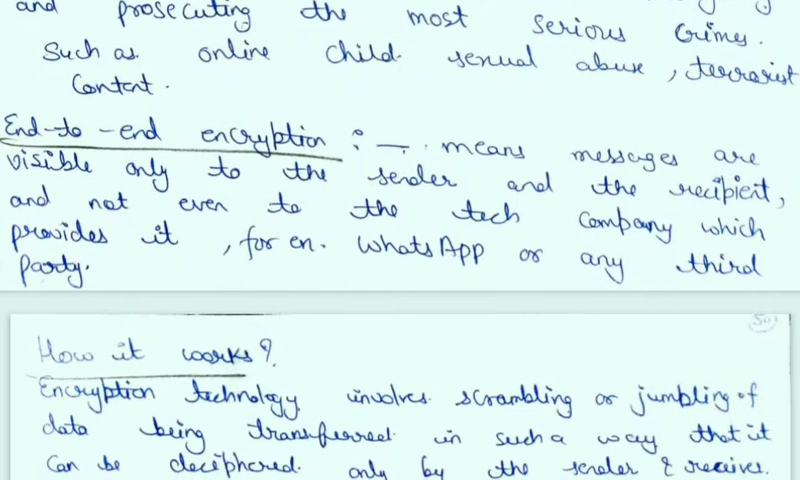 and prosecuting the most serious Crimes.
Such as online child sexual abuse, terrorist
Content.
End-to-end encryption :- means messages are
visible only to the sender and the recipient,
and not even to the tech Company which
provides it, for ex. WhatsApp or any third
party.
How it works?
Encryption technology involves scrambling or jumbling of
data being transferred in such a way that it
Can be deciphered only by the sender & receiver.